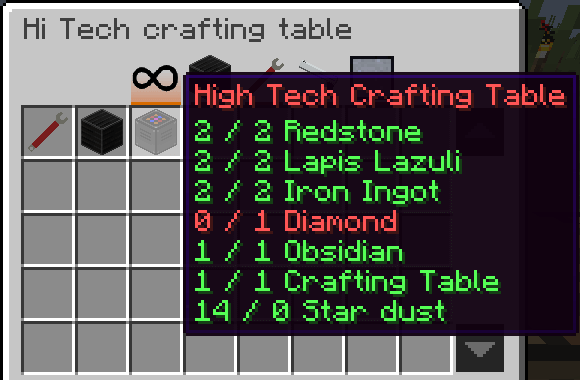 Hi Tech crafting table
High Tech Crafting Table
2 / 2 Redstone
2 / 2 Lapis Lazuli
2 / 2 Iron Ingot
0 / 1 Diamond
1 / 1 Obsidian
1 / 1 Crafting Table
14 / 0 Star dust